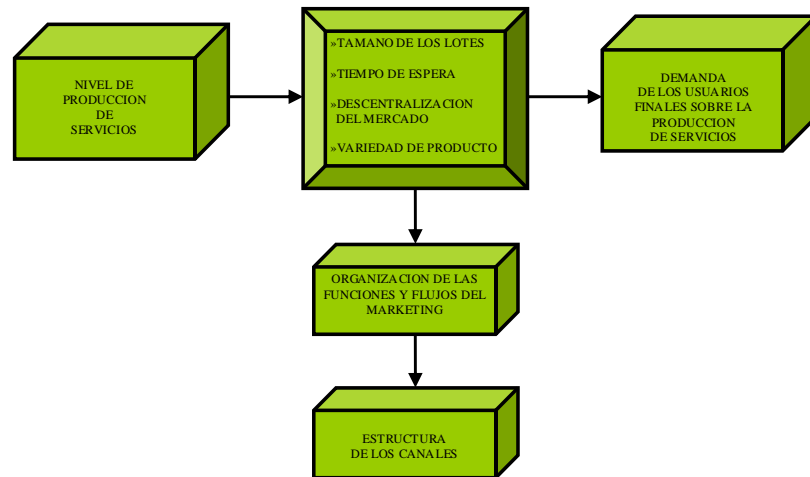 NIVEL DE
PRODUCCION
DE
SERVICIOS
»TAMANO DE LOS LOTES
»TIEMPO DE ESPERA
»DESCENTRALIZACION
DEL MERCADO
»VARIEDAD DE PRODUCTO
DEMANDA
DE LOS USUARIOS
FINALES SOBRE LA
PRODUCCION
DE SERVICIOS
ORGANIZACION DE LAS
FUNCIONES Y FLUJOS DEL
MARKETING
ESTRUCTURA
DE LOS CANALES